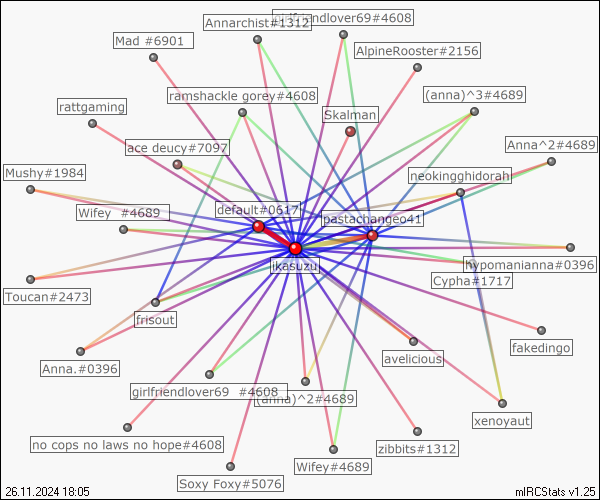 Annarchist#1312
girlfriendlover69#4608
Mad #6901
AlpineRooster#2156
rattgaming
ramshackle gorey#4608
(anna)^3#4689
Skalman
ace deucy#7097
Anna^2#4689
Mushy#1984
neokingghidorah
Wifey #4689
default#0617
pastachange41
ikasuzu
hypomanianna#0396
Toucan#2473
Cypha#1717
frisout
fakedingo
Anna.#0396
avelicious
girlfriendlover69 #4608
(anna)^2#4689
xenoyaut
no cops no laws no hope#4608
zibbits#1312
Wifey#4689
Soxy Foxy#5076
26.11.2024 18:05
mIRCStats v1.25